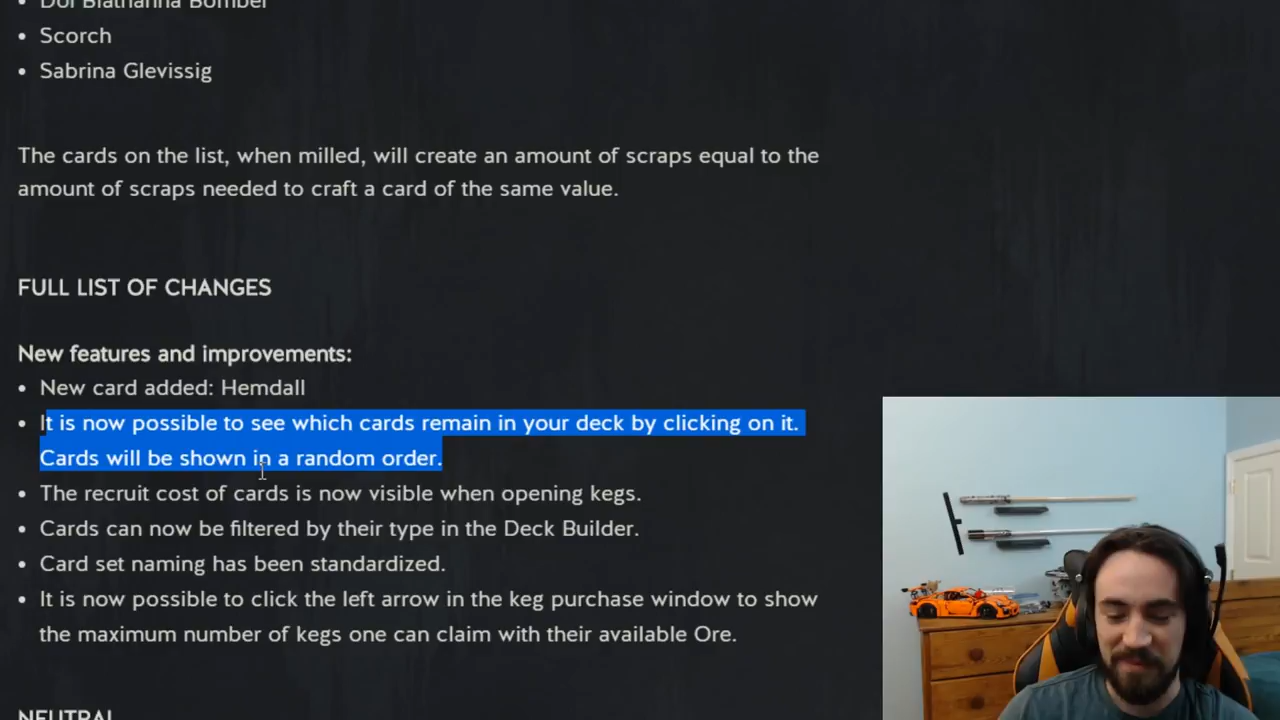 Dol Blathanna Bomber
Scorch
Sabrina Glevissig
The cards on the list, when milled, will create an amount of scraps equal to the
amount of scraps needed to craft a card of the same value.
FULL LIST OF CHANGES
New features and improvements:
New card added: Hemdall
It is now possible to see which cards remain in your deck by clicking on it.
Cards will be shown in a random order.
The recruit cost of cards is now visible when opening kegs.
Cards can now be filtered by their type in the Deck Builder.
Card set naming has been standardized.
It is now possible to click the left arrow in the keg purchase window to show
the maximum number of kegs one can claim with their available Ore.
NEUTRAL